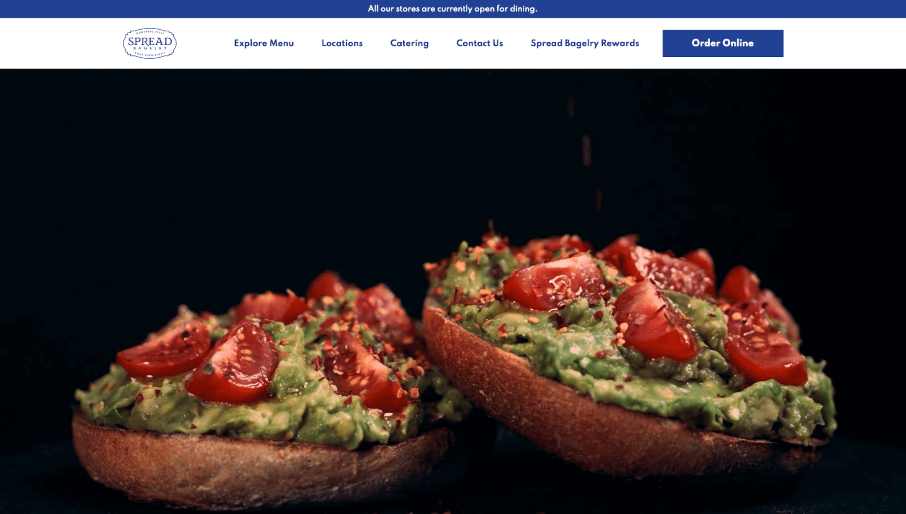 All our stores are currently open for dining.
SPREAD
BAGELRY
Explore Menu
Locations
Catering
Contact Us
Spread Bagelry Rewards
Order Online